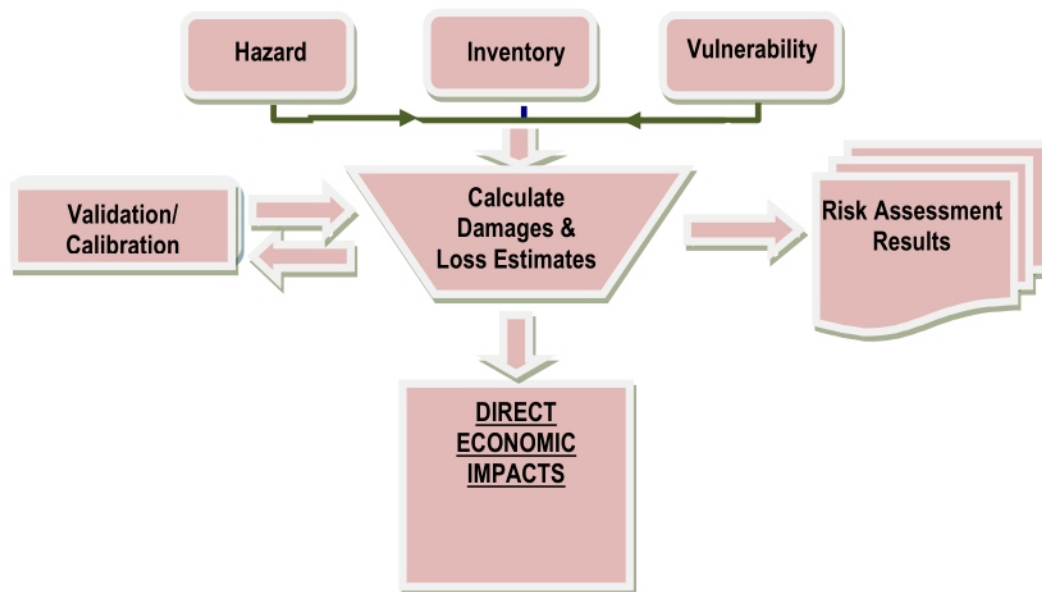 Hazard
Inventory
Vulnerability
Validation/
Calibration
Calculate
Damages &
Loss Estimates
Risk Assessment
Results
DIRECT
ECONOMIC
IMPACTS